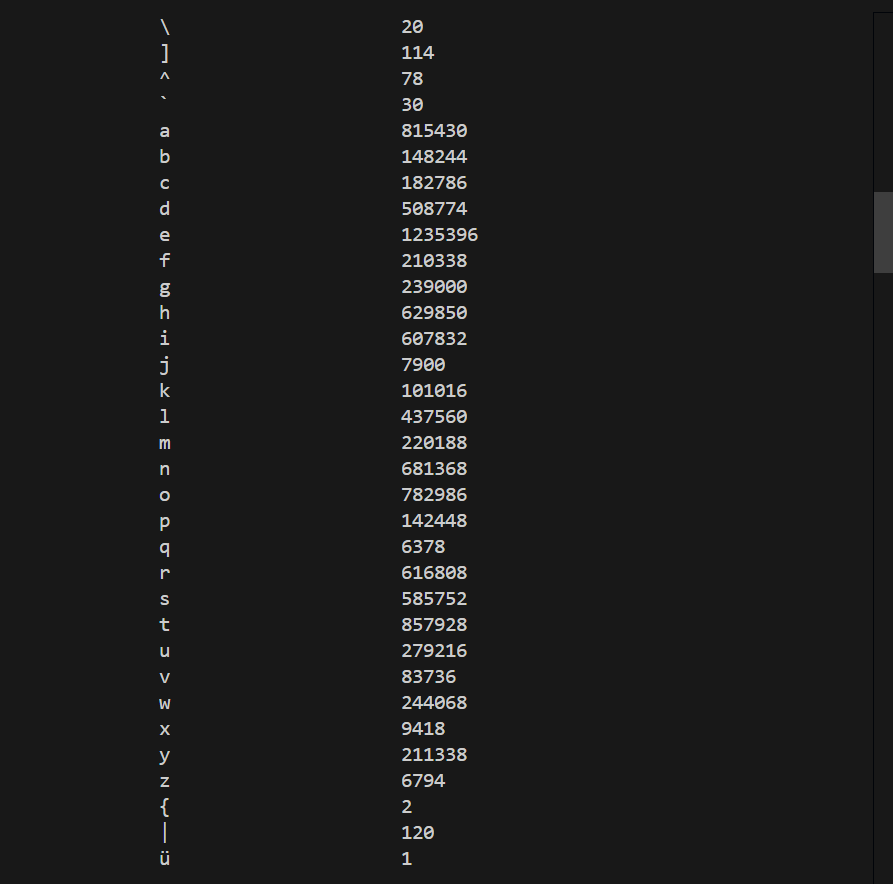 \ 20
] 114
^ 78
` 30
a 815430
b 148244
c 182786
d 508774
e 1235396
f 210338
g 239000
h 629850
i 607832
j 7900
k 101016
l 437560
m 220188
n 681368
o 782986
p 142448
q 6378
r 616808
s 585752
t 857928
u 279216
v 83736
w 244068
x 9418
y 211338
z 6794
{ 2
| 120
ü 1